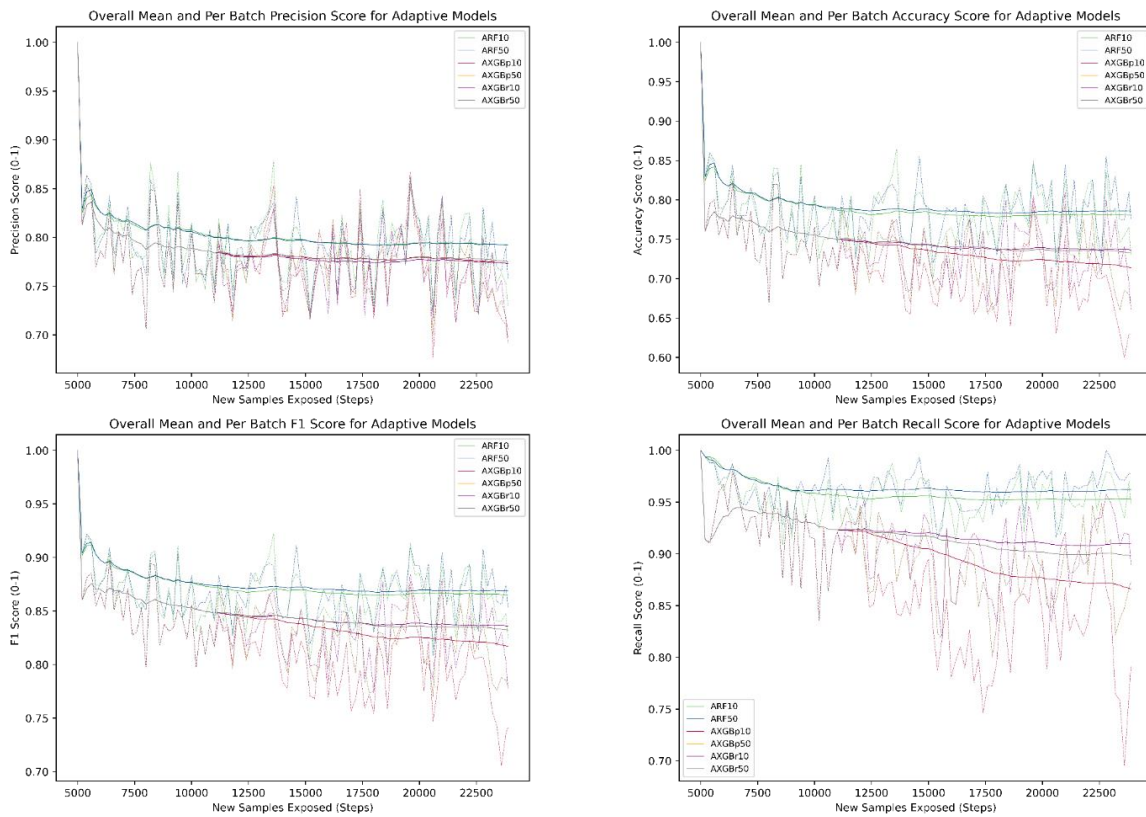 Overall Mean and Per Batch Precision Score for Adaptive Models
1.00
0.95
0.90
0.85
0.80
0.75
0.70
Precision Score (0-1)
ARF10
ARF50
AXGBp10
AXGBp50
AXGBr10
AXGBr50
5000 7500 10000 12500 15000 17500 20000 22500
New Samples Exposed (Steps)
Overall Mean and Per Batch Accuracy Score for Adaptive Models
1.00
0.95
0.90
0.85
0.80
0.75
0.70
0.65
0.60
Accuracy Score (0-1)
ARF10
ARF50
AXGBp10
AXGBp50
AXGBr10
AXGBr50
5000 7500 10000 12500 15000 17500 20000 22500
New Samples Exposed (Steps)
Overall Mean and Per Batch F1 Score for Adaptive Models
1.00
0.95
0.90
0.85
0.80
0.75
0.70
F1 Score (0-1)
ARF10
ARF50
AXGBp10
AXGBp50
AXGBr10
AXGBr50
5000 7500 10000 12500 15000 17500 20000 22500
New Samples Exposed (Steps)
Overall Mean and Per Batch Recall Score for Adaptive Models
1.00
0.95
0.90
0.85
0.80
0.75
0.70
Recall Score (0-1)
ARF10
ARF50
AXGBp10
AXGBp50
AXGBr10
AXGBr50
5000 7500 10000 12500 15000 17500 20000 22500
New Samples Exposed (Steps)